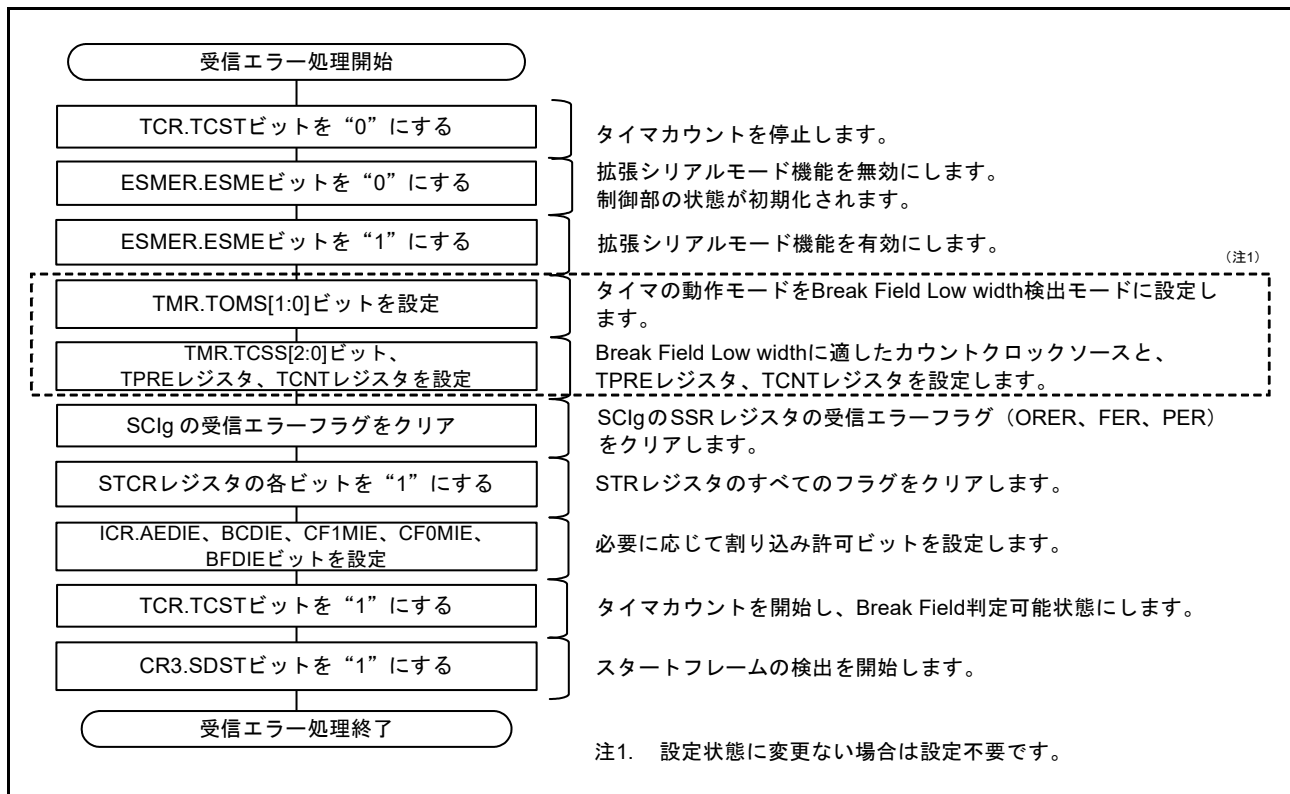 受信エラー処理開始
TCR.TCSTビットを“0”にする
タイマカウントを停止します。
ESMER.ESMEビットを“0”にする
拡張シリアルモード機能を無効にします。
制御部の状態が初期化されます。
ESMER.ESMEビットを“1”にする
拡張シリアルモード機能を有効にします。
(注1)
TMR.TOMS[1:0]ビットを設定
タイマの動作モードをBreak Field Low width検出モードに設定し
ます。
TMR.TCSS[2:0]ビット、
TPREレジスタ、TCNTレジスタを設定
Break Field Low widthに適したカウントクロックソースと、
TPREレジスタ、TCNTレジスタを設定します。
SCIg の受信エラーフラグをクリア
SCIgのSSRレジスタの受信エラーフラグ（ORER、FER、PER）
をクリアします。
STCRレジスタの各ビットを“1”にする
STRレジスタのすべてのフラグをクリアします。
ICR.AEDIE、BCDIE、CF1MIE、CF0MIE、
BFDIEビットを設定
必要に応じて割り込み許可ビットを設定します。
TCR.TCSTビットを“1”にする
タイマカウントを開始し、Break Field判定可能状態にします。
CR3.SDSTビットを“1”にする
スタートフレームの検出を開始します。
受信エラー処理終了
注1. 設定状態に変更ない場合は設定不要です。